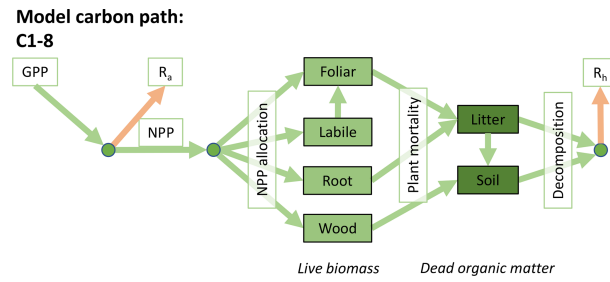 Model carbon path:
C1-8
GPP
Ra
NPP
NPP allocation
Foliar
Labile
Root
Wood
Plant mortality
Litter
Soil
Decomposition
Rh
Live biomass
Dead organic matter